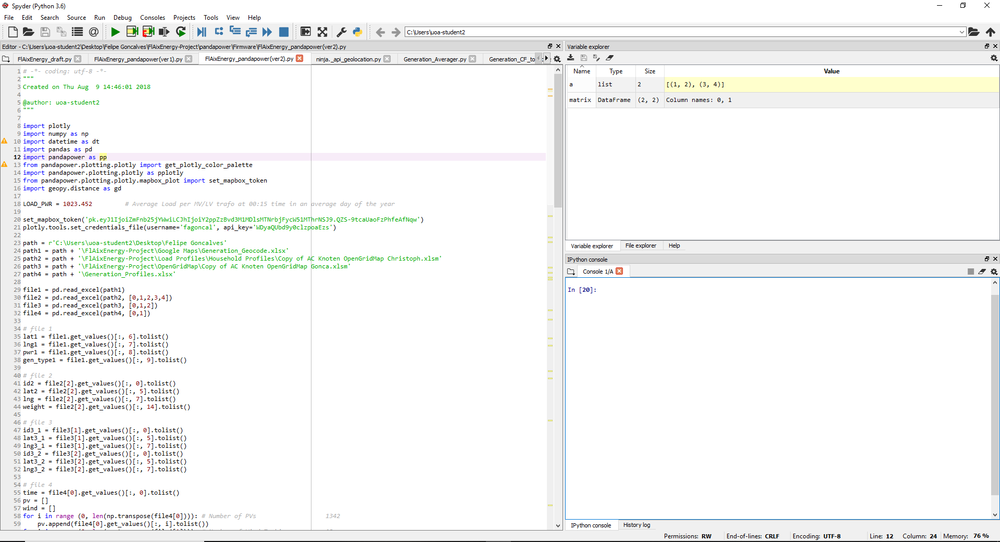 Spyder (Python 3.6)
File Edit Search Source Run Debug Consoles Projects Tools View Help
C:\Users\uoa-student2
Editor - C:\Users\uoa-student2\Desktop\Felipe Goncalves\FlAixEnergy-Project\pandapower\Firmware\FlAixEnergy_pandapower(ver2).py
FlAixEnergy_draft.py FlAixEnergy_pandapower(ver1).py FlAixEnergy_pandapower(ver2).py ninja._api_geolocation.py Generation_Averager.py Generation_CF_to
1 # -*- coding: utf-8 -*-
2 """
3 Created on Thu Aug  9 14:46:01 2018
4
5 @author: uoa-student2
6 """
7
8 import plotly
9 import numpy as np
10 import datetime as dt
11 import pandas as pd
12 import pandapower as pp
13 from pandapower.plotting.plotly import get_plotly_color_palette
14 import pandapower.plotting.plotly as pplotly
15 from pandapower.plotting.plotly.mapbox_plot import set_mapbox_token
16 import geopy.distance as gd
17
18 LOAD_PWR = 1023.452         # Average Load per MV/LV trafo at 00:15 time in an average day of the year
19
20 set_mapbox_token('pk.eyJ1IjoiZmFnb25jYWwiLCJhIjoiY2ppZzBvd3M1MDlsMTNrbjFycW51MThrNSJ9.QZS-9tcaUaoFzPhfeAfNqw')
21 plotly.tools.set_credentials_file(username='fagoncal', api_key='WDyaQUbd9y0clzpoaEzs')
22
23 path = r'C:\Users\uoa-student2\Desktop\Felipe Goncalves'
24 path1 = path + '\FlAixEnergy-Project\Google Maps\Generation_Geocode.xlsx'
25 path2 = path + '\FlAixEnergy-Project\Load Profiles\Household Profiles\Copy of AC Knoten OpenGridMap Christoph.xlsm'
26 path3 = path + '\FlAixEnergy-Project\OpenGridMap\Copy of AC Knoten OpenGridMap Gonca.xlsm'
27 path4 = path + '\Generation_Profiles.xlsx'
28
29 file1 = pd.read_excel(path1)
30 file2 = pd.read_excel(path2, [0,1,2,3,4])
31 file3 = pd.read_excel(path3, [0,1,2])
32 file4 = pd.read_excel(path4, [0,1])
33
34 # file 1
35 lat1 = file1.get_values()[:, 6].tolist()
36 lng1 = file1.get_values()[:, 7].tolist()
37 pwr1 = file1.get_values()[:, 8].tolist()
38 gen_type1 = file1.get_values()[:, 9].tolist()
39
40 # file 2
41 id2 = file2[2].get_values()[:, 0].tolist()
42 lat2 = file2[2].get_values()[:, 5].tolist()
43 lng = file2[2].get_values()[:, 7].tolist()
44 weight = file2[2].get_values()[:, 14].tolist()
45
46 # file 3
47 id3_1 = file3[1].get_values()[:, 0].tolist()
48 lat3_1 = file3[1].get_values()[:, 5].tolist()
49 lng3_1 = file3[1].get_values()[:, 7].tolist()
50 id3_2 = file3[2].get_values()[:, 0].tolist()
51 lat3_2 = file3[2].get_values()[:, 5].tolist()
52 lng3_2 = file3[2].get_values()[:, 7].tolist()
53
54 # file 4
55 time = file4[0].get_values()[:, 0].tolist()
56 pv = []
57 wind = []
58 for i in range (0, len(np.transpose(file4[0]))): # Number of PVs 1342
59     pv.append(file4[0].get_values()[:, i].tolist())
Variable explorer
Name Type Size Value
a list 2 [(1, 2), (3, 4)]
matrix DataFrame (2, 2) Column names: 0, 1
Variable explorer File explorer Help
IPython console
Console 1/A
In [20]:
IPython console History log
Permissions: RW End-of-lines: CRLF Encoding: UTF-8 Line: 12 Column: 24 Memory: 76 %